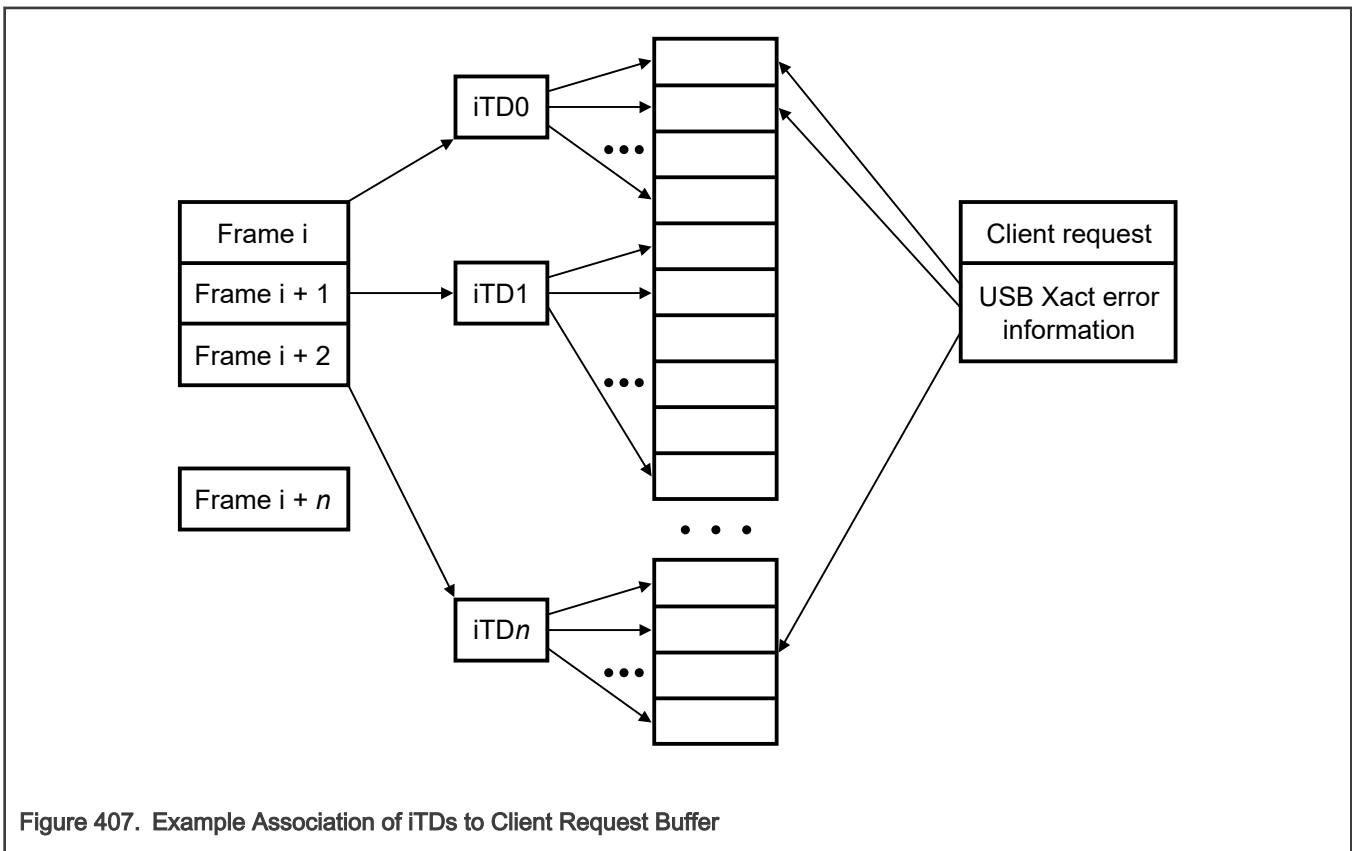 iTD0
Frame i
Frame i + 1
Frame i + 2
Frame i + n
iTD1
iTDn
Client request
USB Xact error
information
Figure 407. Example Association of iTDs to Client Request Buffer